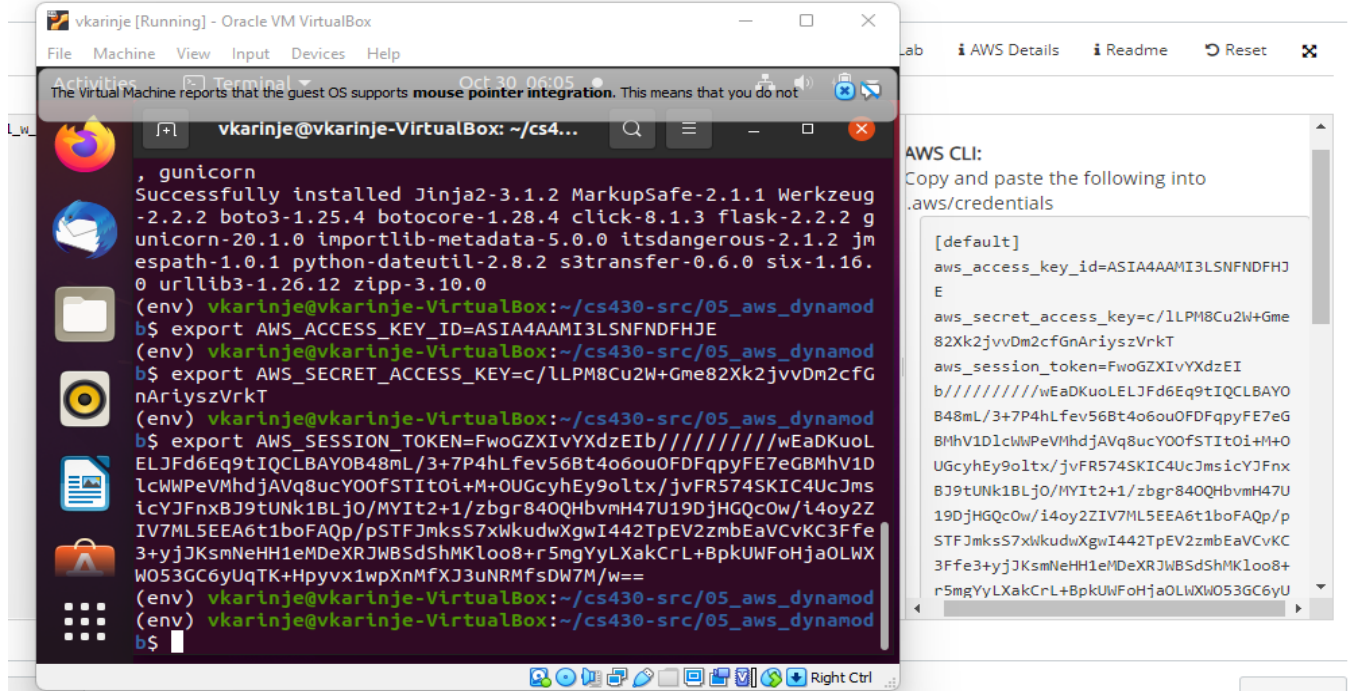 vkarinje [Running] - Oracle VM VirtualBox
File Machine View Input Devices Help
Activities Terminal Oct 30 06:05
The Virtual Machine reports that the guest OS supports mouse pointer integration. This means that you do not
vkarinje@vkarinje-VirtualBox: ~/cs4...
, gunicorn
Successfully installed Jinja2-3.1.2 MarkupSafe-2.1.1 Werkzeug
-2.2.2 boto3-1.25.4 botocore-1.28.4 click-8.1.3 flask-2.2.2 g
unicorn-20.1.0 importlib-metadata-5.0.0 itsdangerous-2.1.2 jm
espath-1.0.1 python-dateutil-2.8.2 s3transfer-0.6.0 six-1.16.
0 urllib3-1.26.12 zipp-3.10.0
(env) vkarinje@vkarinje-VirtualBox:~/cs430-src/05_aws_dynamod
b$ export AWS_ACCESS_KEY_ID=ASIA4AAMI3LSNFNDFHJE
(env) vkarinje@vkarinje-VirtualBox:~/cs430-src/05_aws_dynamod
b$ export AWS_SECRET_ACCESS_KEY=c/lLPM8Cu2W+Gme82Xk2jvvDm2cfG
nAriyszVrkT
(env) vkarinje@vkarinje-VirtualBox:~/cs430-src/05_aws_dynamod
b$ export AWS_SESSION_TOKEN=FwoGZXIvYXdzEIb//////////wEaDKuoL
ELJFd6Eq9tIQCLBAYOB48mL/3+7P4hLfev56Bt4o6ouOFDFqpyFE7eGBMhV1D
lcWWPeVMhdjAVq8ucYOOfSTItOi+M+OUGcyhEy9oltx/jvFR574SKIC4UcJms
icYJFnxBJ9tUNk1BLjO/MYIt2+1/zbgr84OQHbvmH47U19DjHGQcOw/i4oy2Z
IV7ML5EEA6t1boFAQp/pSTFJmksS7xWkudwXgwI442TpEV2zmbEaVCvKC3Ffe
3+yjJKsmNeHH1eMDeXRJWBSdShMKloo8+r5mgYyLXakCrL+BpkUWFoHjaOLWX
WO53GC6yUqTK+Hpyvx1wpXnMfXJ3uNRMfsDW7M/w==
(env) vkarinje@vkarinje-VirtualBox:~/cs430-src/05_aws_dynamod
(env) vkarinje@vkarinje-VirtualBox:~/cs430-src/05_aws_dynamod
b$
Right Ctrl
Lab AWS Details Readme Reset
l_w_
AWS CLI:
Copy and paste the following into
.aws/credentials
[default]
aws_access_key_id=ASIA4AAMI3LSNFNDFHJ
E
aws_secret_access_key=c/lLPM8Cu2W+Gme
82Xk2jvvDm2cfGnAriyszVrkT
aws_session_token=FwoGZXIvYXdzEI
b//////////wEaDKuoLELJFd6Eq9tIQCLBAYO
B48mL/3+7P4hLfev56Bt4o6ouOFDFqpyFE7eG
BMhV1DlcWWPeVMhdjAVq8ucYOOfSTItOi+M+O
UGcyhEy9oltx/jvFR574SKIC4UcJmsicYJFnx
BJ9tUNk1BLjO/MYIt2+1/zbgr84OQHbvmH47U
19DjHGQcOw/i4oy2ZIV7ML5EEA6t1boFAQp/p
STFJmksS7xWkudwXgwI442TpEV2zmbEaVCvKC
3Ffe3+yjJKsmNeHH1eMDeXRJWBSdShMKloo8+
r5mgYyLXakCrL+BpkUWFoHjaOLWXWO53GC6yU